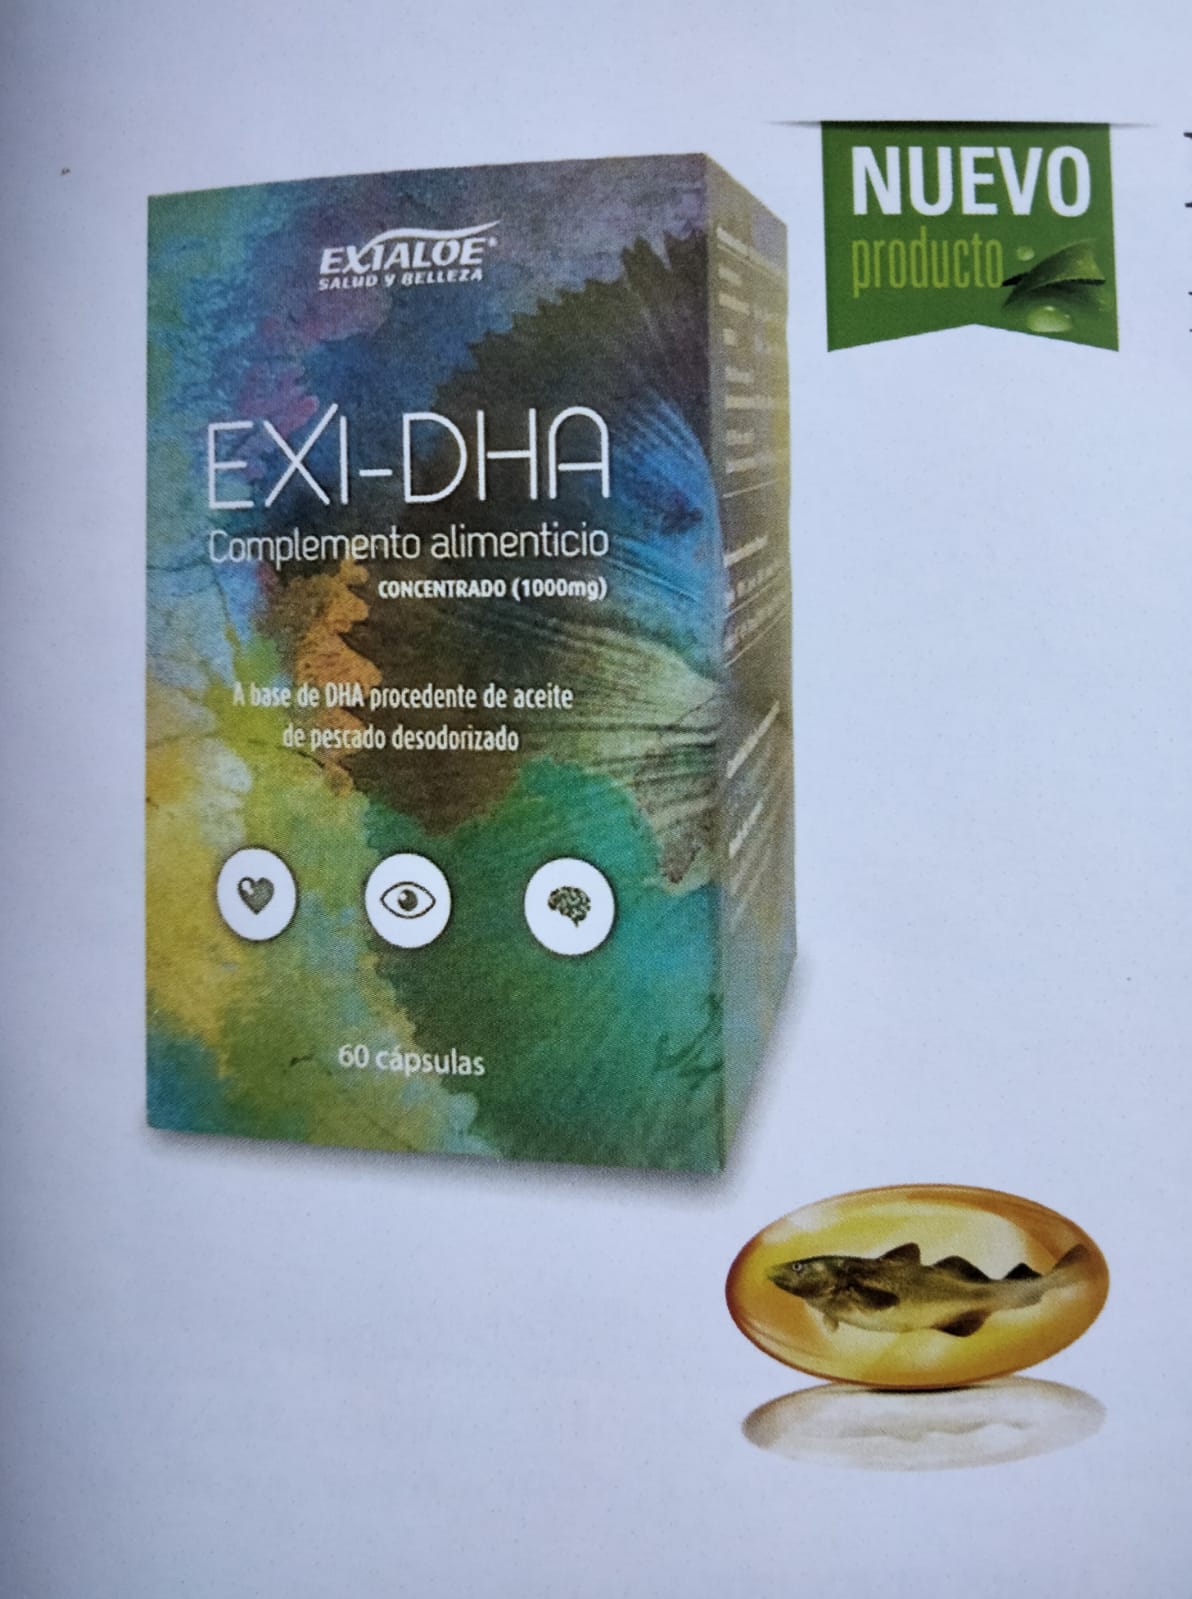 NUEVO
producto
EXIALOE®
SALUD Y BELLEZA
EXI-DHA
Complemento alimenticio
CONCENTRADO (1000mg)
A base de DHA procedente de aceite
de pescado desodorizado
60 cápsulas